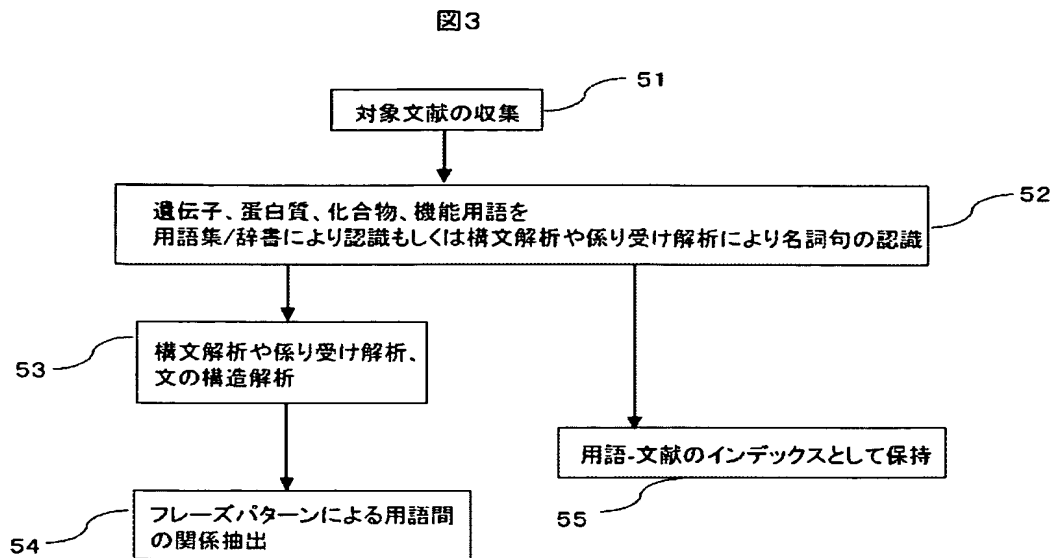 図3
51
対象文献の収集
52
遺伝子、蛋白質、化合物、機能用語を
用語集/辞書により認識もしくは構文解析や係り受け解析により名詞句の認識
53
構文解析や係り受け解析、
文の構造解析
用語-文献のインデックスとして保持
55
54
フレーズパターンによる用語間
の関係抽出